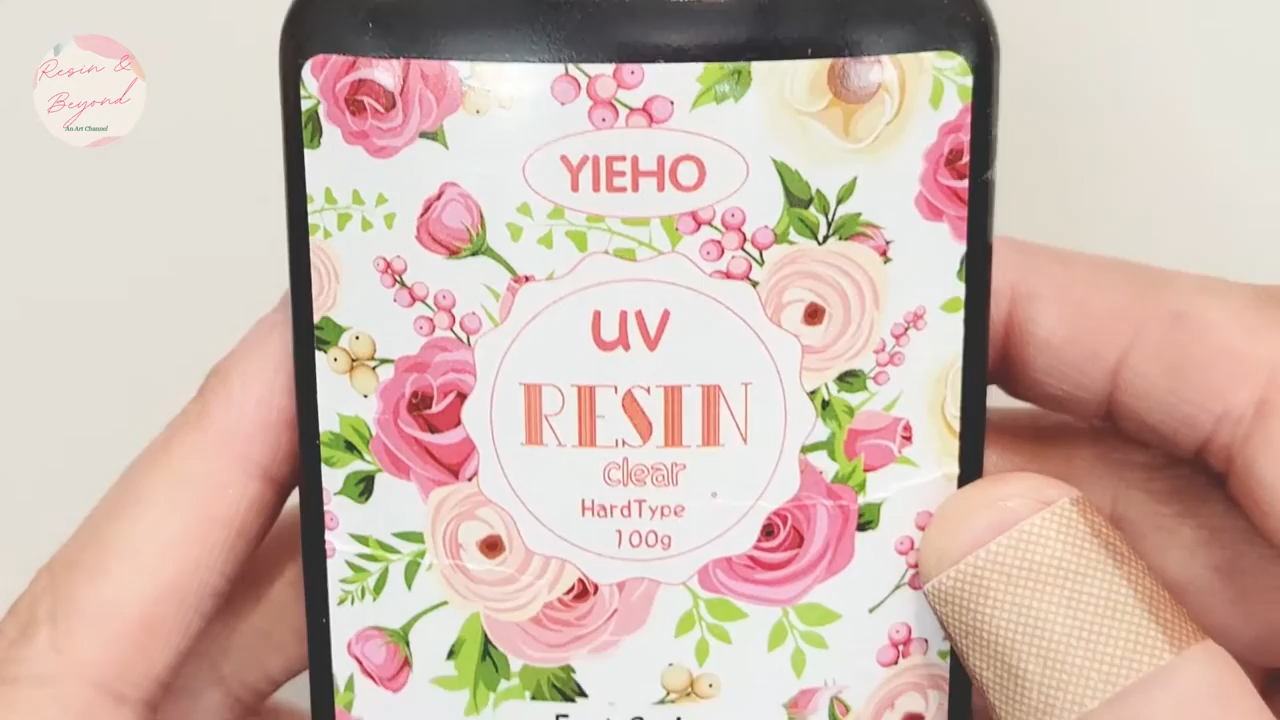 Resin &
Beyond
An Art Channel
YIEHO
UV
RESIN
clear
HardType
100g